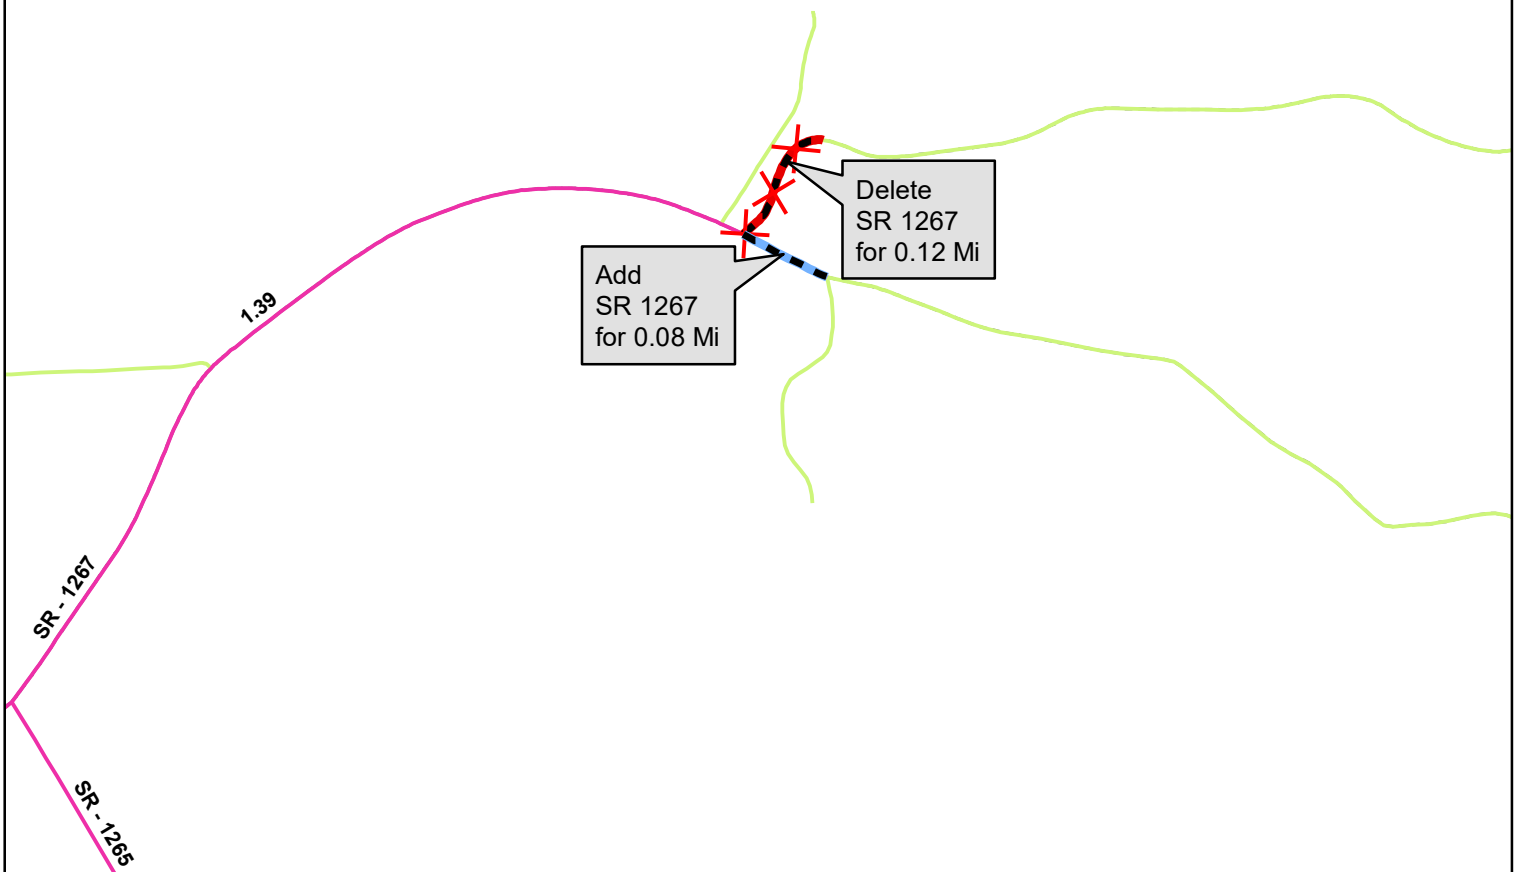 Delete
SR 1267
for 0.12 Mi
Add
SR 1267
for 0.08 Mi
1.39
SR - 1267
SR - 1265